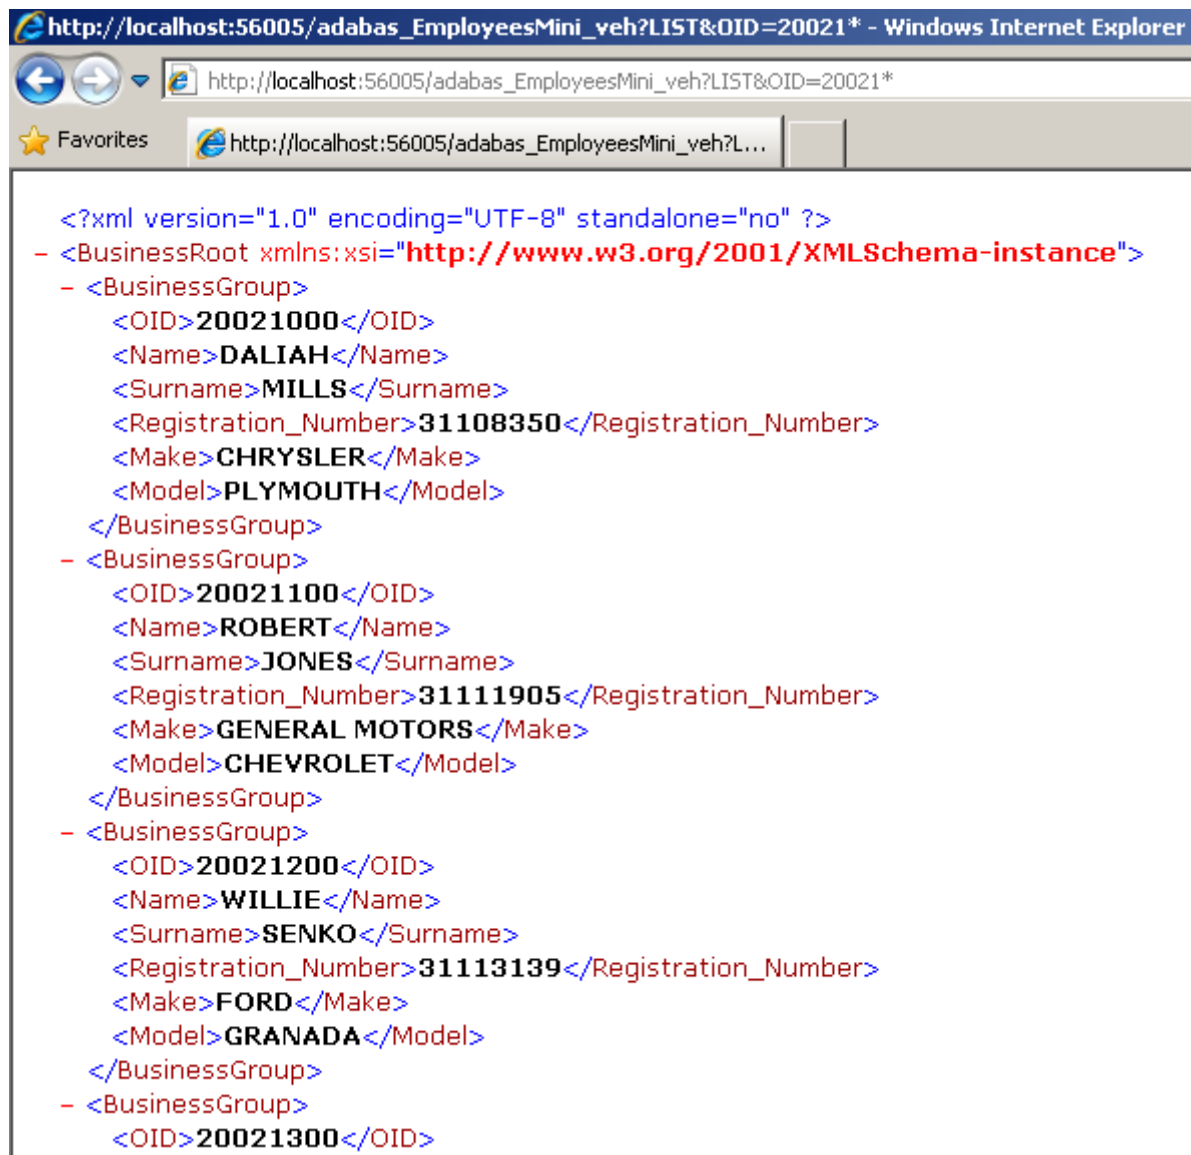 http://localhost:56005/adabas_EmployeesMini_veh?LIST&OID=20021* - Windows Internet Explorer
http://localhost:56005/adabas_EmployeesMini_veh?LIST&OID=20021*
Favorites http://localhost:56005/adabas_EmployeesMini_veh?L...
<?xml version="1.0" encoding="UTF-8" standalone="no" ?>
- <BusinessRoot xmlns:xsi="http://www.w3.org/2001/XMLSchema-instance">
- <BusinessGroup>
<OID>20021000</OID>
<Name>DALIAH</Name>
<Surname>MILLS</Surname>
<Registration_Number>31108350</Registration_Number>
<Make>CHRYSLER</Make>
<Model>PLYMOUTH</Model>
</BusinessGroup>
- <BusinessGroup>
<OID>20021100</OID>
<Name>ROBERT</Name>
<Surname>JONES</Surname>
<Registration_Number>31111905</Registration_Number>
<Make>GENERAL MOTORS</Make>
<Model>CHEVROLET</Model>
</BusinessGroup>
- <BusinessGroup>
<OID>20021200</OID>
<Name>WILLIE</Name>
<Surname>SENKO</Surname>
<Registration_Number>31113139</Registration_Number>
<Make>FORD</Make>
<Model>GRANADA</Model>
</BusinessGroup>
- <BusinessGroup>
<OID>20021300</OID>